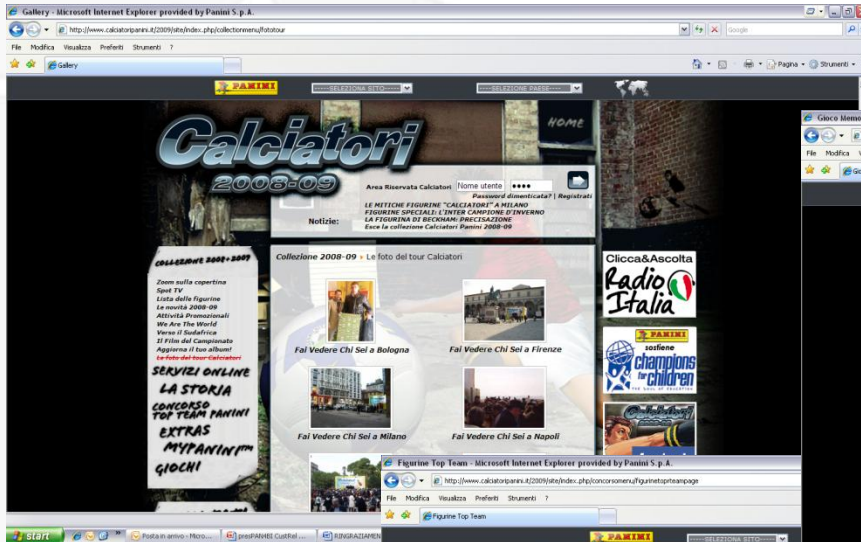 Gallery - Microsoft Internet Explorer provided by Panini S.p.A.
http://www.calciatoripanini.it/2009/site/index.php/collectionmenu/fototour
Google
File Modifica Visualizza Preferiti Strumenti ?
Gallery
Pagina Strumenti
PANINI
-----SELEZIONA SITO-----
-----SELEZIONE PAESE-----
HOME
Calciatori
2008-09
Area Riservata Calciatori Nome utente
Password dimenticata? | Registrati
Notizie:
LE MITICHE FIGURINE "CALCIATORI" A MILANO
FIGURINE SPECIALI: L'INTER CAMPIONE D'INVERNO
LA FIGURINA DI BECKHAM: PRECISAZIONE
Esce la collezione Calciatori Panini 2008-09
COLLEZIONE 2008-2009
Zoom sulla copertina
Spot TV
Lista delle figurine
Le novità 2008-09
Attività Promozionali
We Are The World
Verso il Sudafrica
Il Film del Campionato
Aggiorna il tuo album!
Le foto del tour Calciatori
SERVIZI ONLINE
LA STORIA
CONCORSO
TOP TEAM PANINI
EXTRAS
MYPANINI™
GIOCHI
Collezione 2008-09 Le foto del tour Calciatori
Fai Vedere Chi Sei a Bologna
Fai Vedere Chi Sei a Firenze
Fai Vedere Chi Sei a Milano
Fai Vedere Chi Sei a Napoli
Clicca&Ascolta
Radio
Italia
PANINI
sostiene
champions
for children
THE GOAL OF EDUCATION
Calciatori
Gioco Memo
File Modifica
Figurine Top Team - Microsoft Internet Explorer provided by Panini S.p.A.
http://www.calciatoripanini.it/2009/site/index.php/concorsomenu/figurinetopteampage
File Modifica Visualizza Preferiti Strumenti ?
Figurine Top Team
PANINI
-----SELEZIONA SITO-----
start
Posta in arrivo - Micro...
presPAN4BI CustRel ...
RINGRAZIAMEN